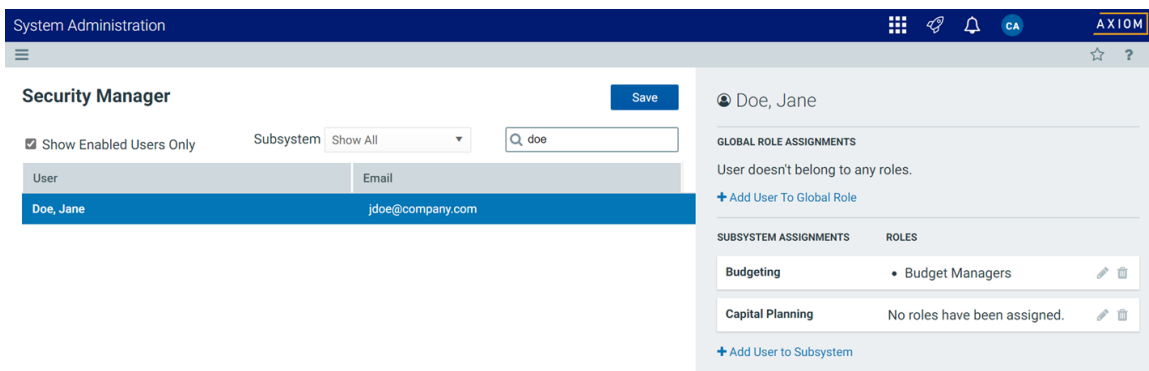 System Administration
CA
AXIOM
?
Security Manager
Save
Show Enabled Users Only
Subsystem
Show All
doe
User
Email
Doe, Jane
jdoe@company.com
Doe, Jane
GLOBAL ROLE ASSIGNMENTS
User doesn't belong to any roles.
+ Add User To Global Role
SUBSYSTEM ASSIGNMENTS
ROLES
Budgeting
• Budget Managers
Capital Planning
No roles have been assigned.
+ Add User to Subsystem